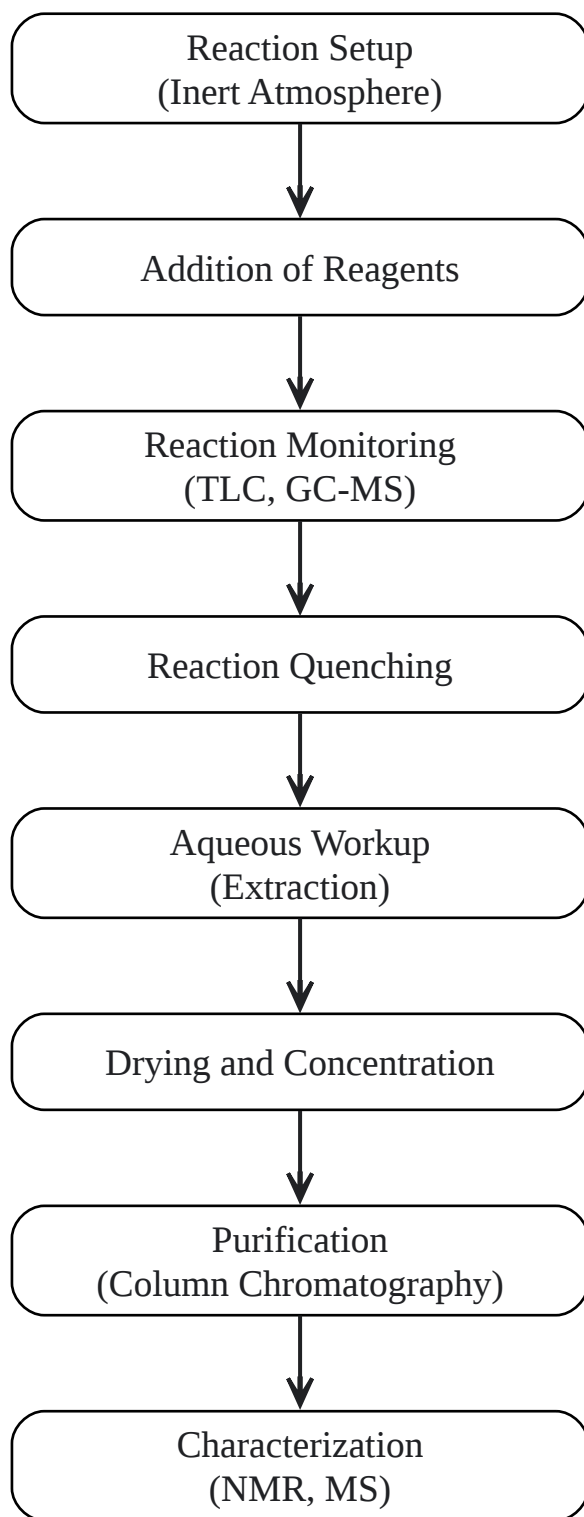 Reaction Setup
(Inert Atmosphere)
Addition of Reagents
Reaction Monitoring
(TLC, GC-MS)
Reaction Quenching
Aqueous Workup
(Extraction)
Drying and Concentration
Purification
(Column Chromatography)
Characterization
(NMR, MS)